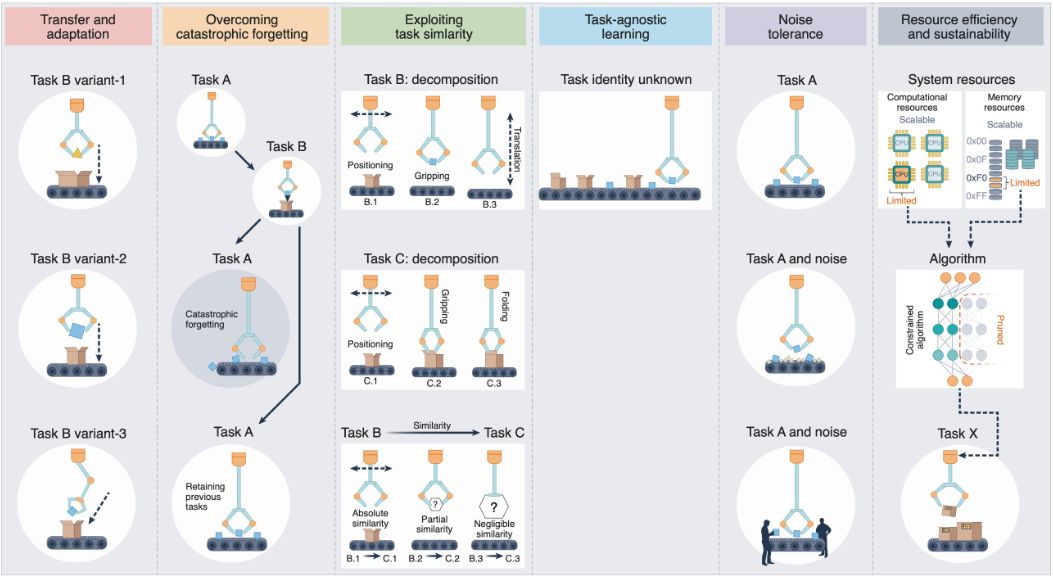 Transfer and
adaptation
Task B variant-1
Task B variant-2
Task B variant-3
Overcoming
catastrophic forgetting
Task A
Task B
Task A
Catastrophic
forgetting
Task A
Retaining
previous
tasks
Exploiting
task simlarity
Task B: decomposition
Positioning
Gripping
Translation
B.1
B.2
B.3
Task C: decomposition
Positioning
Gripping
Folding
C.1
C.2
C.3
Task B
Similarity
Task C
?
?
Absolute
similarity
Partial
similarity
Negligible
similarity
B.1
C.1
B.2
C.2
B.3
C.3
Task-agnostic
learning
Task identity unknown
Noise
tolerance
Task A
Task A and noise
Task A and noise
Resource efficiency
and sustainability
System resources
Computational
resources
Scalable
CPU
CPU
CPU
CPU
Limited
Memory
resources
Scalable
0x00
0x0F
0xF0
0xFF
Limited
Algorithm
Constrained
algorithm
Pruned
Task X